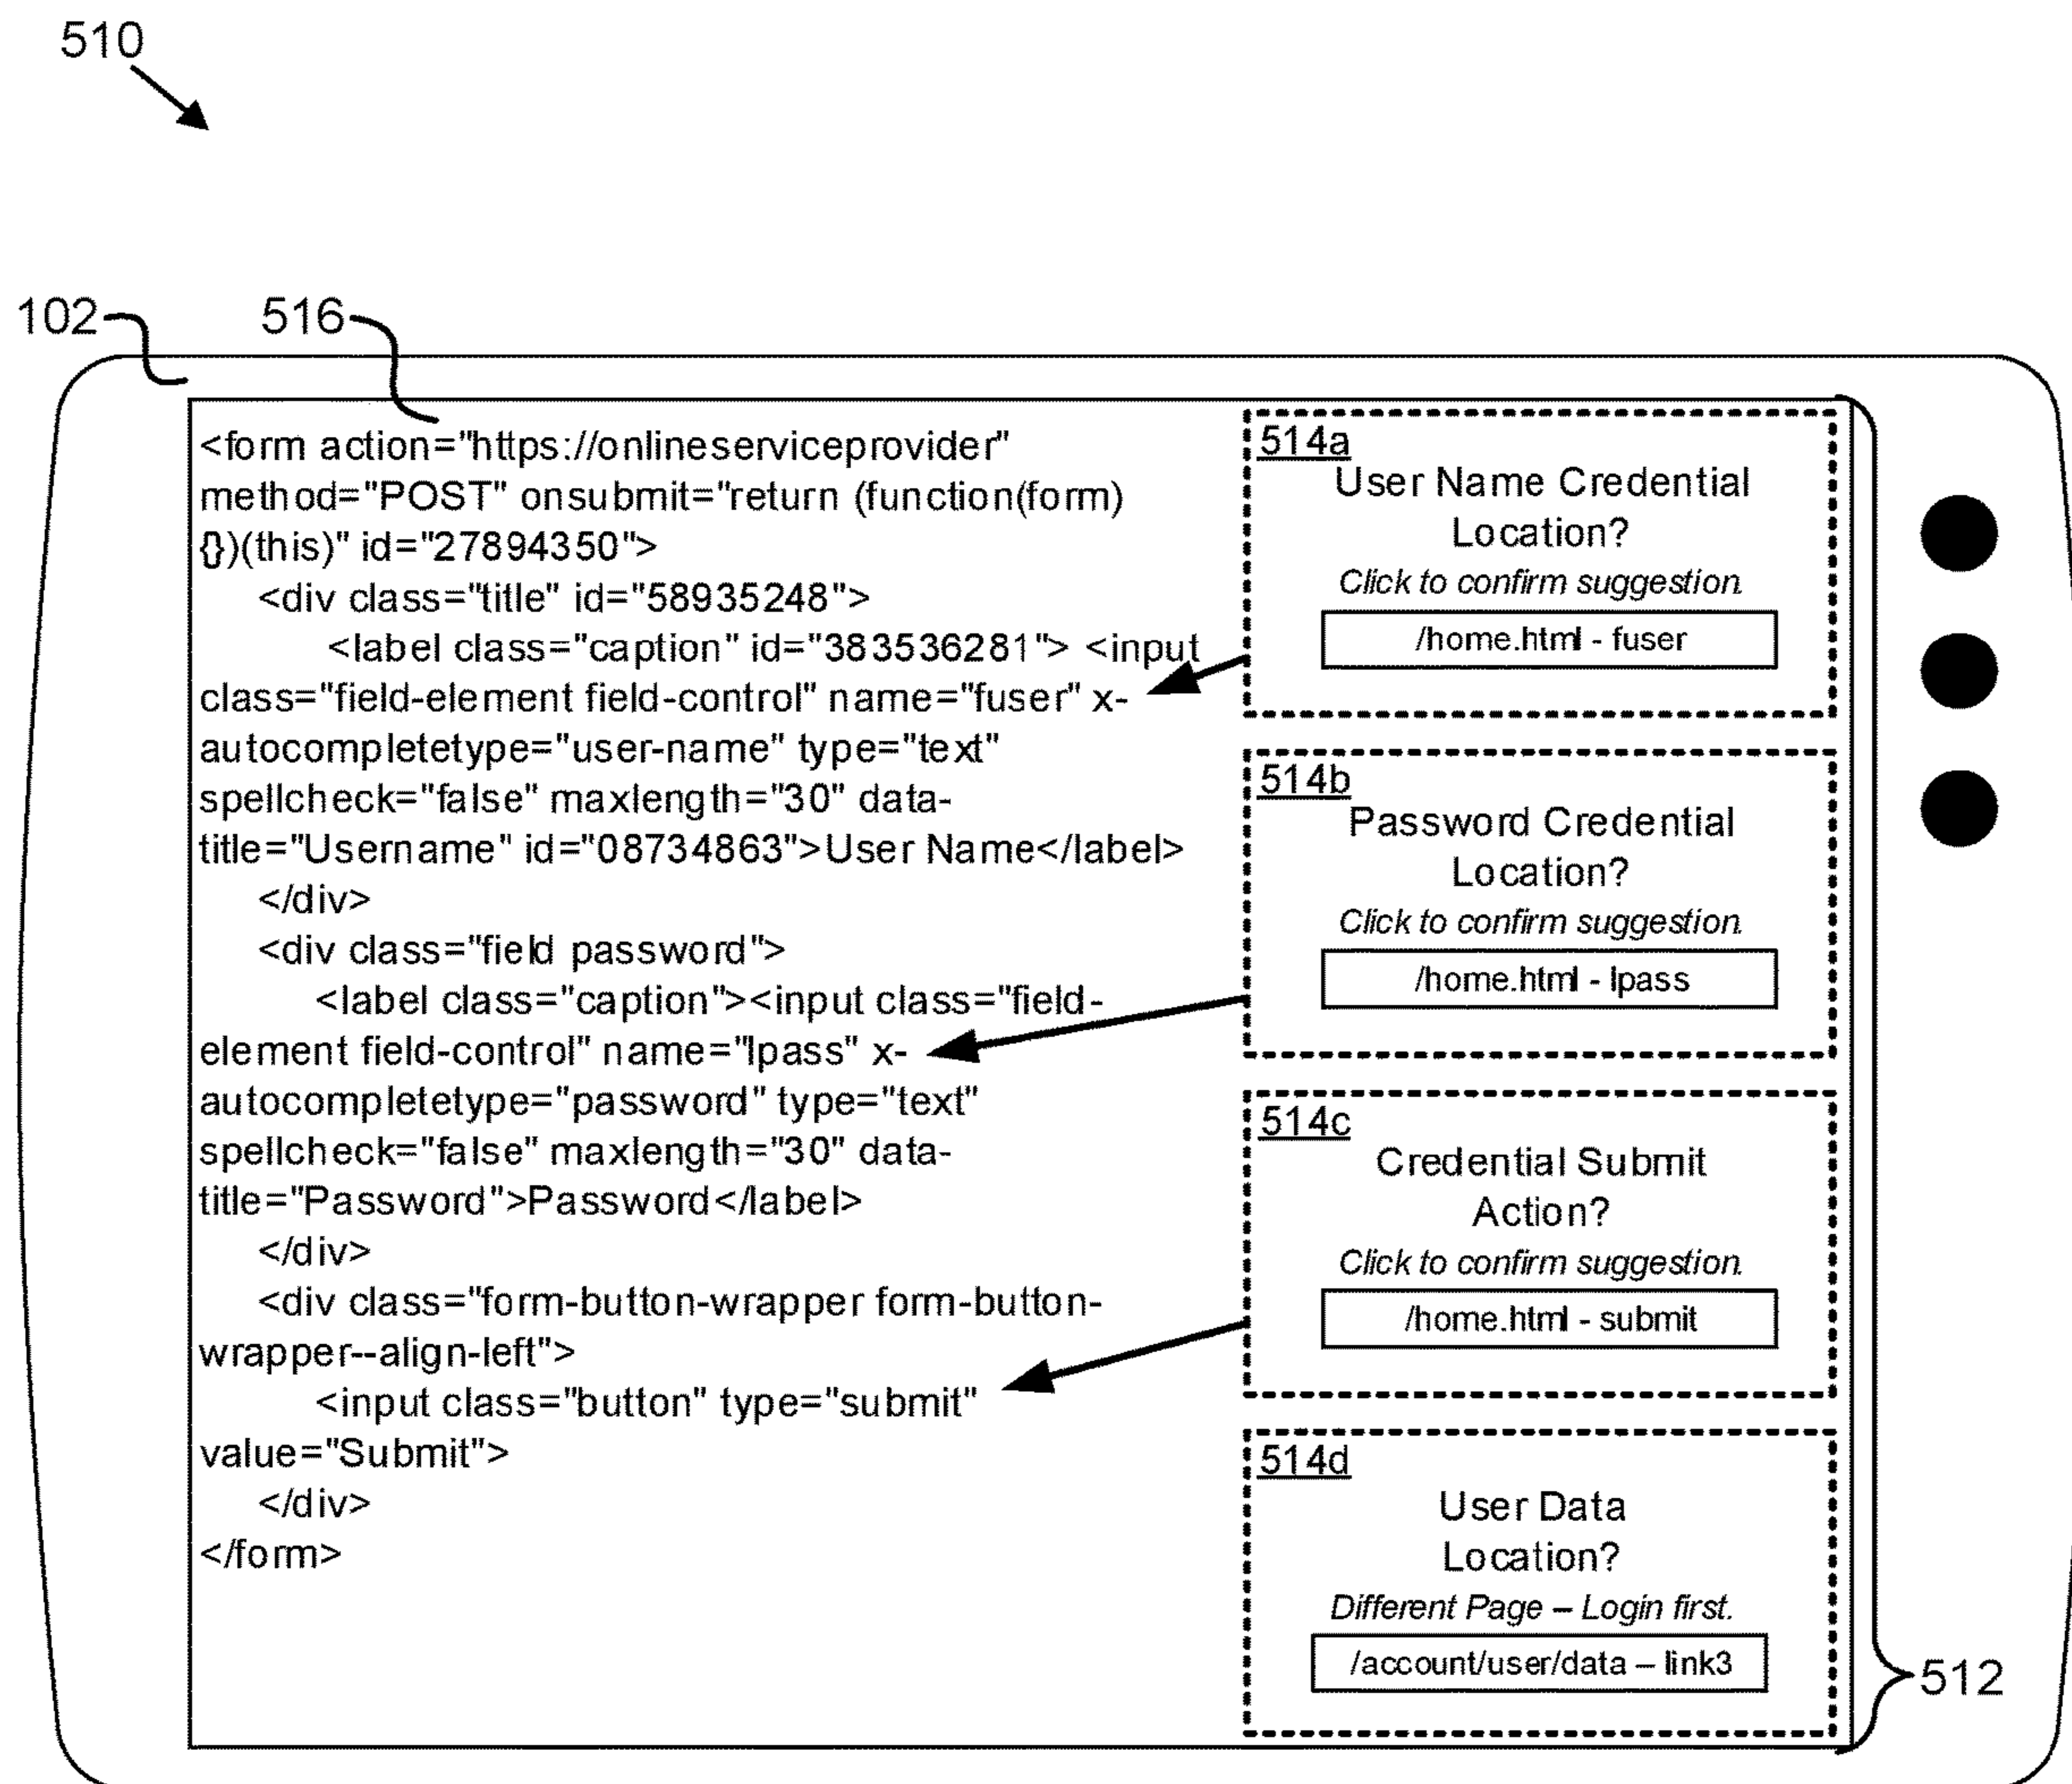 510
102
516
<form action="https://onlineserviceprovider"
method="POST" onsubmit="return (function(form)
{})(this)" id="27894350">
<div class="title" id="58935248">
<label class="caption" id="383536281"> <input
class="field-element field-control" name="fuser" x-
autocompletetype="user-name" type="text"
spellcheck="false" maxlength="30" data-
title="Username" id="08734863">User Name</label>
</div>
<div class="field password">
<label class="caption"><input class="field-
element field-control" name="lpass" x-
autocompletetype="password" type="text"
spellcheck="false" maxlength="30" data-
title="Password">Password</label>
</div>
<div class="form-button-wrapper form-button-
wrapper--align-left">
<input class="button" type="submit"
value="Submit">
</div>
</form>
514a
User Name Credential
Location?
Click to confirm suggestion.
/home.html - fuser
514b
Password Credential
Location?
Click to confirm suggestion.
/home.html - lpass
514c
Credential Submit
Action?
Click to confirm suggestion.
/home.html - submit
514d
User Data
Location?
Different Page – Login first.
/account/user/data – link3
512